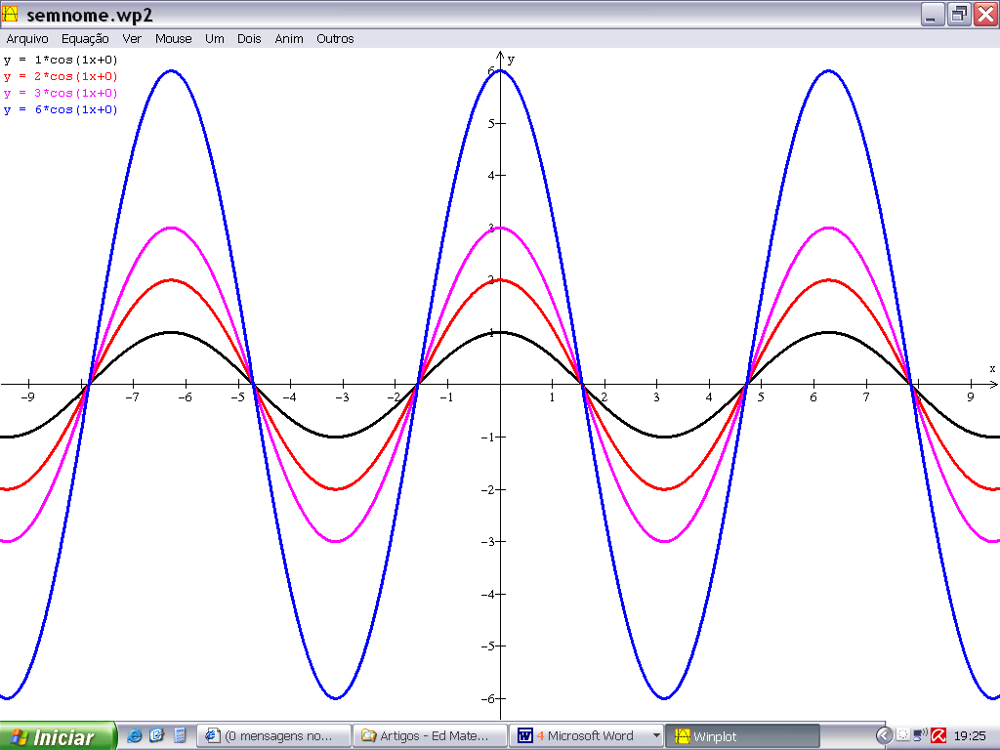 semnome.wp2
Arquivo Equação Ver Mouse Um Dois Anim Outros
y = 1*cos(1x+0)
y = 2*cos(1x+0)
y = 3*cos(1x+0)
y = 6*cos(1x+0)
y
6
5
4
3
2
1
x
-9 -8 -7 -6 -5 -4 -3 -2 -1 1 2 3 4 5 6 7 8 9
-1
-2
-3
-4
-5
-6
Iniciar (0 mensagens no... Artigos - Ed Mate... 4 Microsoft Word Winplot 19:25